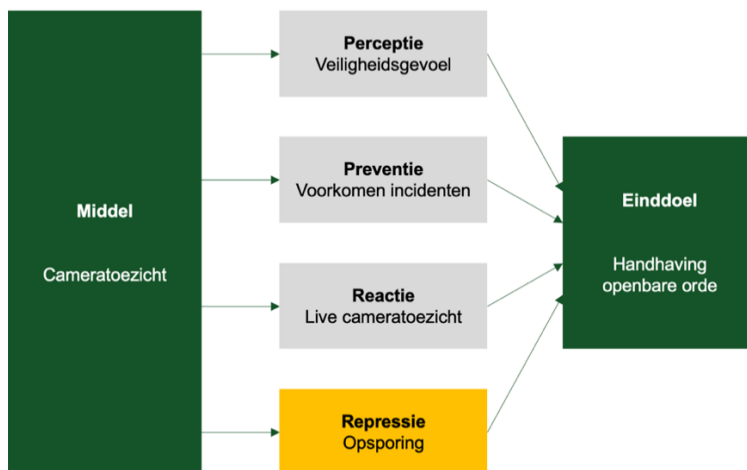 Middel
Cameratoezicht
Perceptie
Veiligheidsgevoel
Preventie
Voorkomen incidenten
Reactie
Live cameratoezicht
Repressie
Opsporing
Einddoel
Handhaving
openbare orde